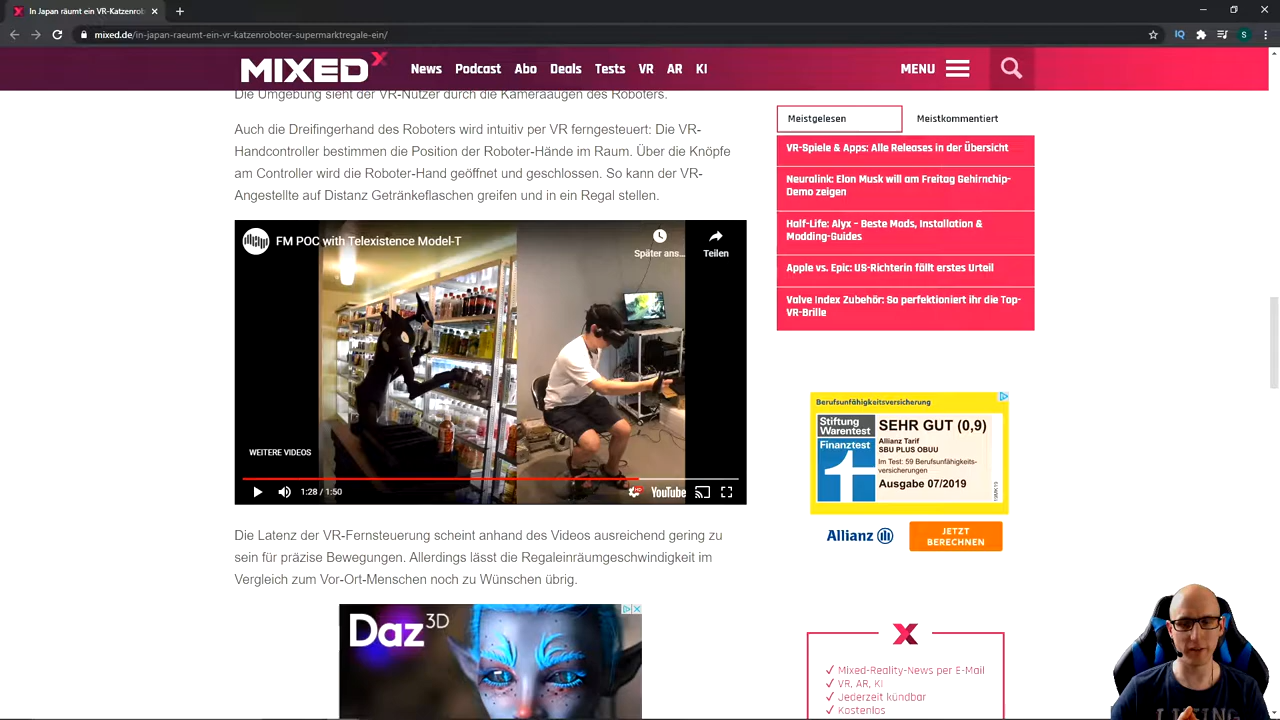 In Japan räumt ein VR-Katzenrob
mixed.de/in-japan-raeumt-ein-vr-katzenroboter-supermarktregale-ein/
S
MIXED
News Podcast Abo Deals Tests VR AR KI
MENU
Die Umgebung sieht der VR-Nutzer durch die Kameraaugen des Roboters.
Auch die Dreifingerhand des Roboters wird intuitiv per VR ferngesteuert: Die VR-
Handcontroller bestimmen die Position der Roboter-Hände im Raum. Über die Knöpfe
am Controller wird die Roboter-Hand geöffnet und geschlossen. So kann der VR-
Angestellte auf Distanz Getränkeflaschen greifen und in ein Regal stellen.
FM POC with Telexistence Model-T
Später ans...
Teilen
WEITERE VIDEOS
1:28 / 1:50
HD
YouTube
Die Latenz der VR-Fernsteuerung scheint anhand des Videos ausreichend gering zu
sein für präzise Bewegungen. Allerdings lässt die Regaleinräumgeschwindigkeit im
Vergleich zum Vor-Ort-Menschen noch zu Wünschen übrig.
Daz 3D
Meistgelesen
Meistkommentiert
VR-Spiele & Apps: Alle Releases in der Übersicht
Neuralink: Elon Musk will am Freitag Gehirnchip-
Demo zeigen
Half-Life: Alyx – Beste Mods, Installation &
Modding-Guides
Apple vs. Epic: US-Richterin fällt erstes Urteil
Valve Index Zubehör: So perfektioniert ihr die Top-
VR-Brille
Berufsunfähigkeitsversicherung
Stiftung
Warentest
Finanztest
SEHR GUT (0,9)
Allianz Tarif
SBU PLUS OBUU
Im Test: 59 Berufsunfähigkeits-
versicherungen
Ausgabe 07/2019
Allianz
JETZT
BERECHNEN
Mixed-Reality-News per E-Mail
VR, AR, KI
Jederzeit kündbar
Kostenlos